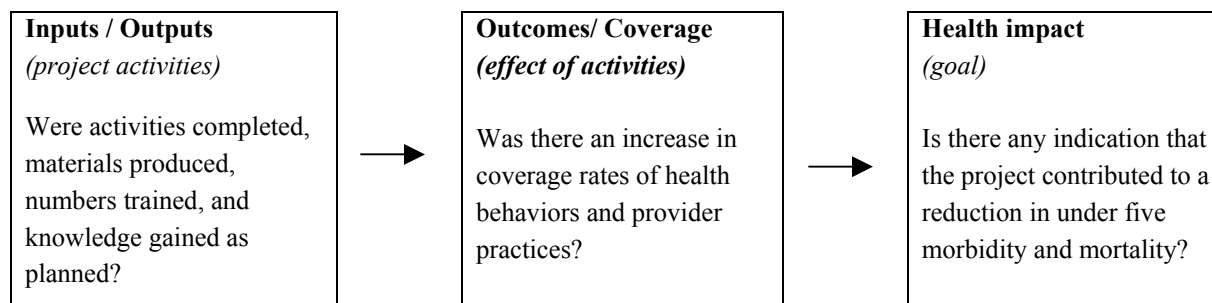 Inputs / Outputs
(project activities)
Were activities completed,
materials produced,
numbers trained, and
knowledge gained as
planned?
Outcomes/ Coverage
(effect of activities)
Was there an increase in
coverage rates of health
behaviors and provider
practices?
Health impact
(goal)
Is there any indication that
the project contributed to a
reduction in under five
morbidity and mortality?